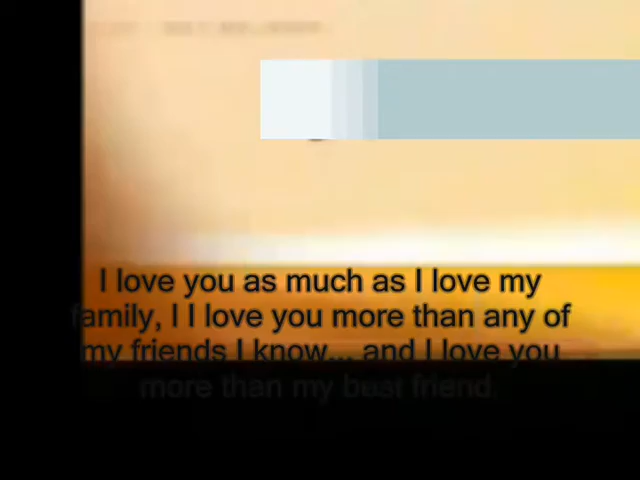 I love you as much as I love my
family, I I love you more than any of
my friends I know... and I love you
more than my best friend.